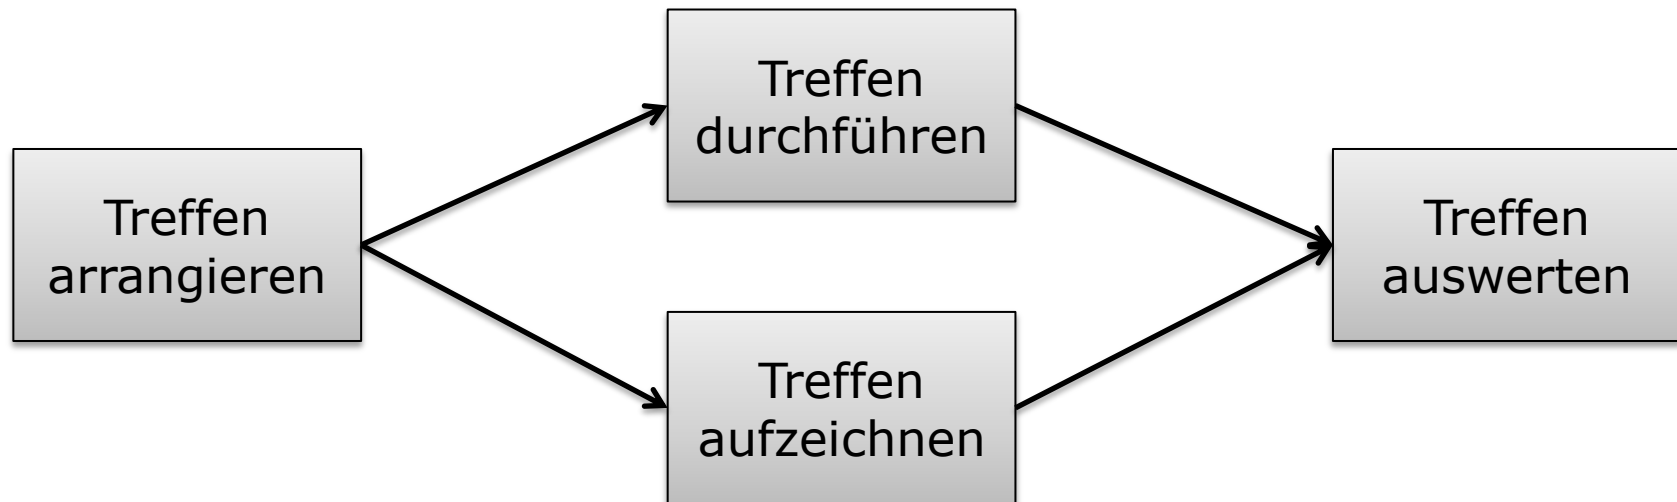 Treffen
arrangieren
Treffen
durchführen
Treffen
aufzeichnen
Treffen
auswerten